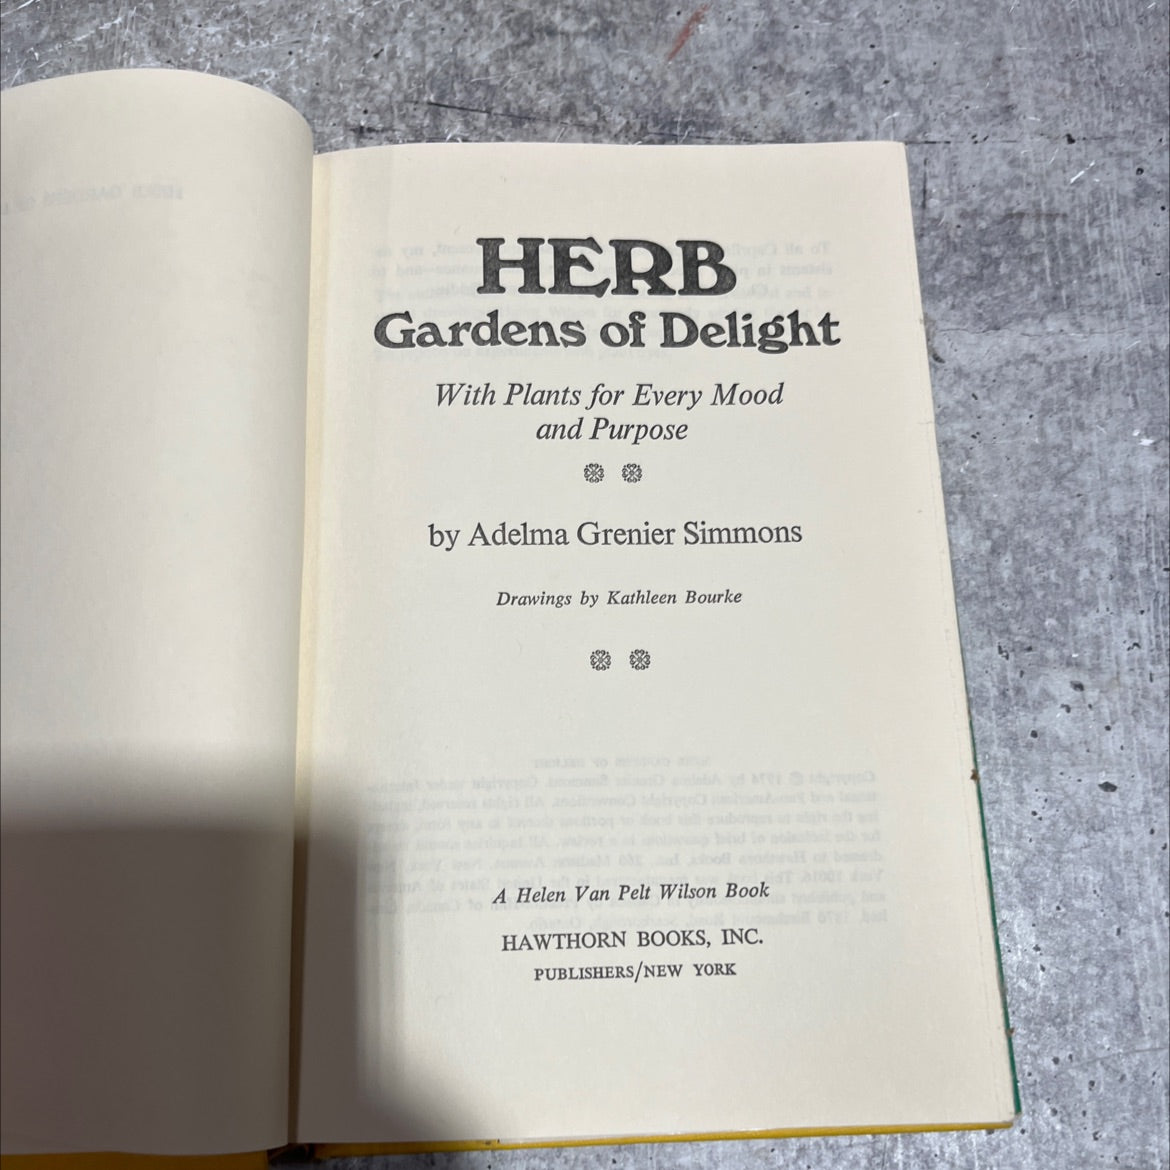 HERB
Gardens of Delight
With Plants for Every Mood
and Purpose
by Adelma Grenier Simmons
Drawings by Kathleen Bourke
A Helen Van Pelt Wilson Book
HAWTHORN BOOKS, INC.
PUBLISHERS/NEW YORK